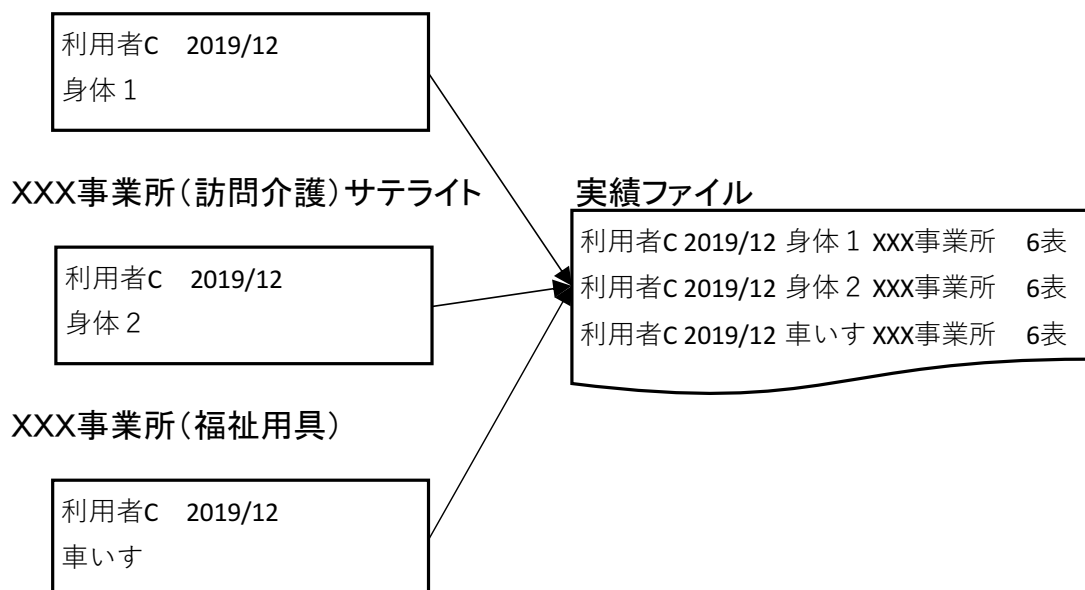 利用者C 2019/12
身体１
XXX事業所（訪問介護）サテライト
利用者C 2019/12
身体２
XXX事業所（福祉用具）
利用者C 2019/12
車いす
実績ファイル
利用者C 2019/12 身体１ XXX事業所 6表
利用者C 2019/12 身体２ XXX事業所 6表
利用者C 2019/12 車いす XXX事業所 6表